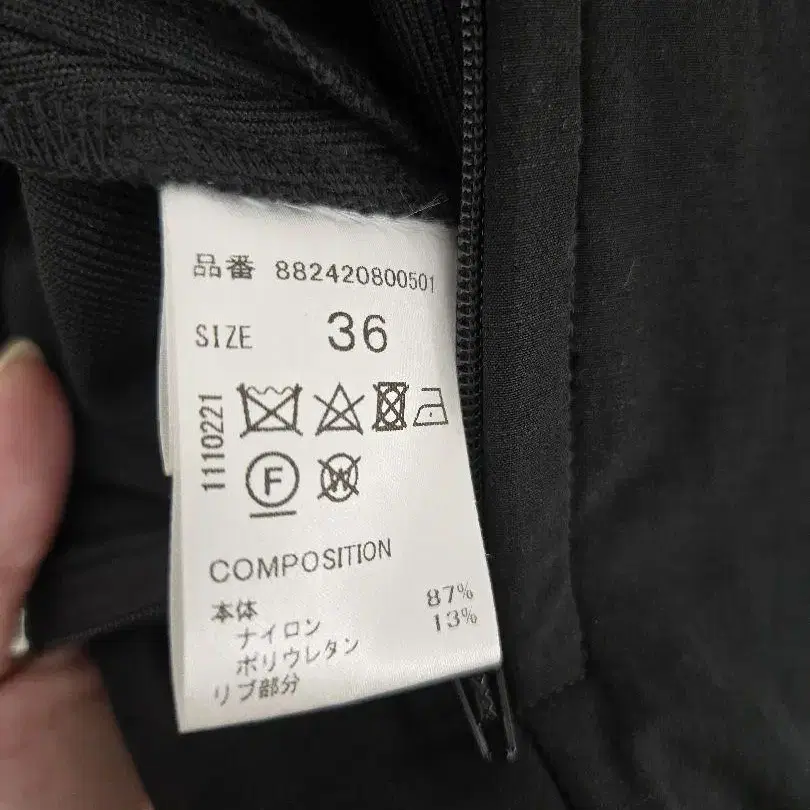 品番 882420800501
SIZE 36
1110221
F
W
COMPOSITION
本体
ナイロン 87%
ポリウレタン 13%
リブ部分